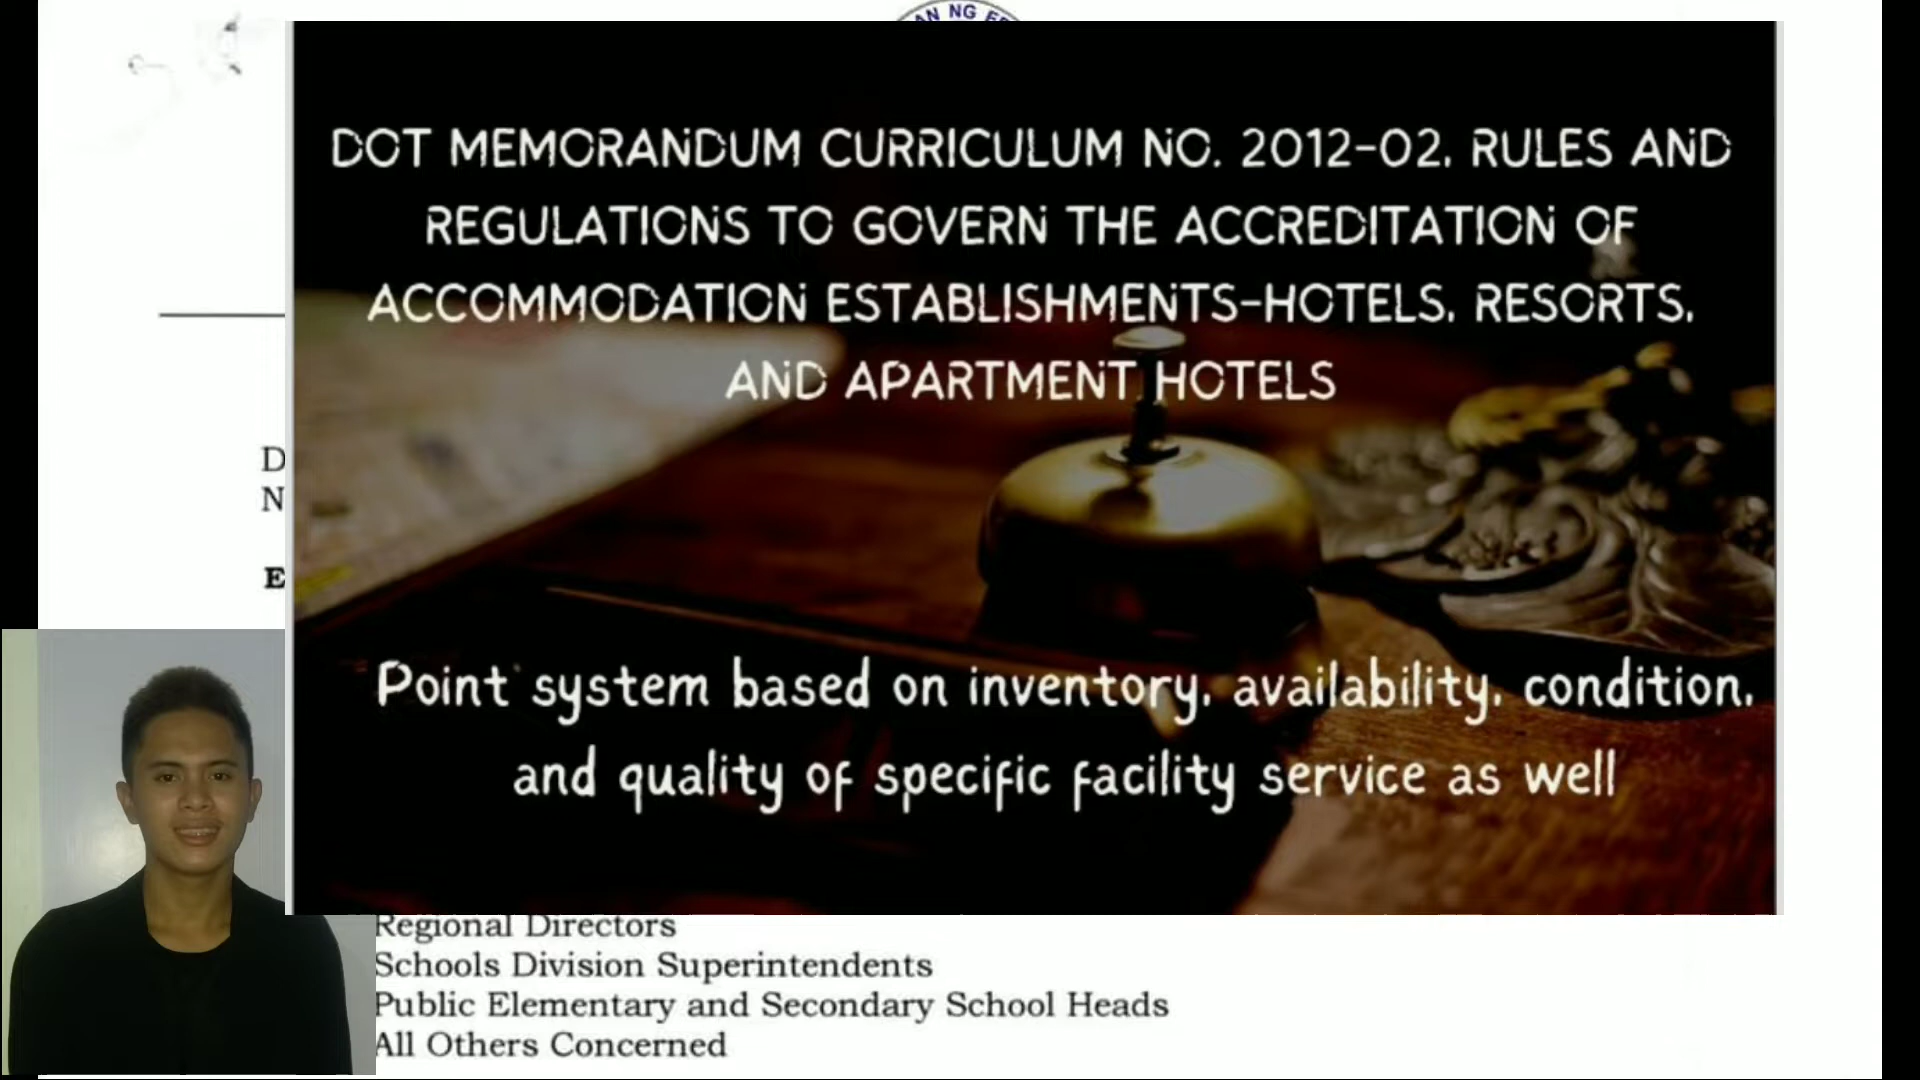 AN NG E
DOT MEMORANDUM CURRICULUM NO. 2012-02, RULES AND
REGULATIONS TO GOVERN THE ACCREDITATION OF
ACCOMMODATION ESTABLISHMENTS-HOTELS, RESORTS,
AND APARTMENT HOTELS
D
N
E
Point system based on inventory, availability, condition,
and quality of specific facility service as well
Regional Directors
Schools Division Superintendents
Public Elementary and Secondary School Heads
All Others Concerned